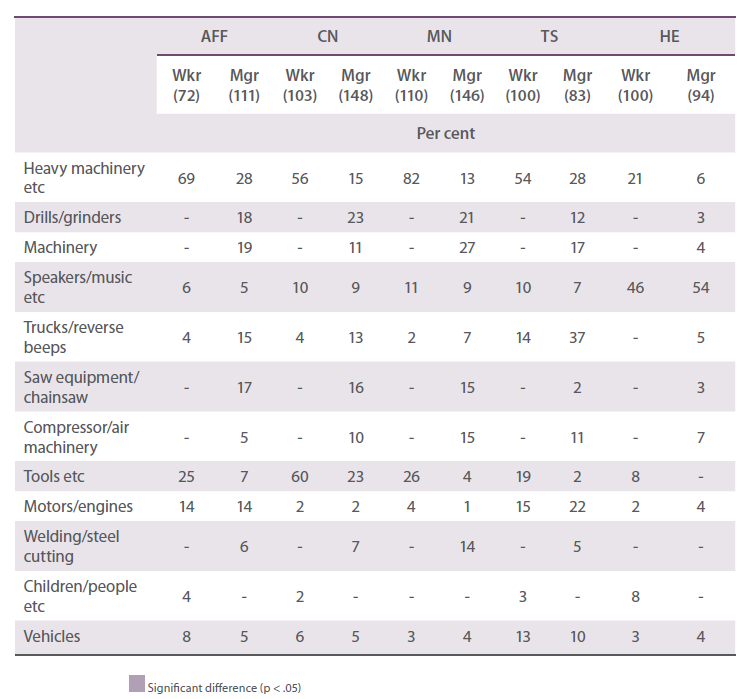 AFF CN MN TS HE
Wkr Mgr Wkr Mgr Wkr Mgr Wkr Mgr Wkr Mgr
(72) (111) (103) (148) (110) (146) (100) (83) (100) (94)
Per cent
Heavy machinery
etc 69 28 56 15 82 13 54 28 21 6
Drills/grinders - 18 - 23 - 21 - 12 - 3
Machinery - 19 - 11 - 27 - 17 - 4
Speakers/music
etc 6 5 10 9 11 9 10 7 46 54
Trucks/reverse
beeps 4 15 4 13 2 7 14 37 - 5
Saw equipment/
chainsaw - 17 - 16 - 15 - 2 - 3
Compressor/air
machinery - 5 - 10 - 15 - 11 - 7
Tools etc 25 7 60 23 26 4 19 2 8 -
Motors/engines 14 14 2 2 4 1 15 22 2 4
Welding/steel
cutting - 6 - 7 - 14 - 5 - -
Children/people
etc 4 - 2 - - - 3 - 8 -
Vehicles 8 5 6 5 3 4 13 10 3 4
Significant difference (p < .05)